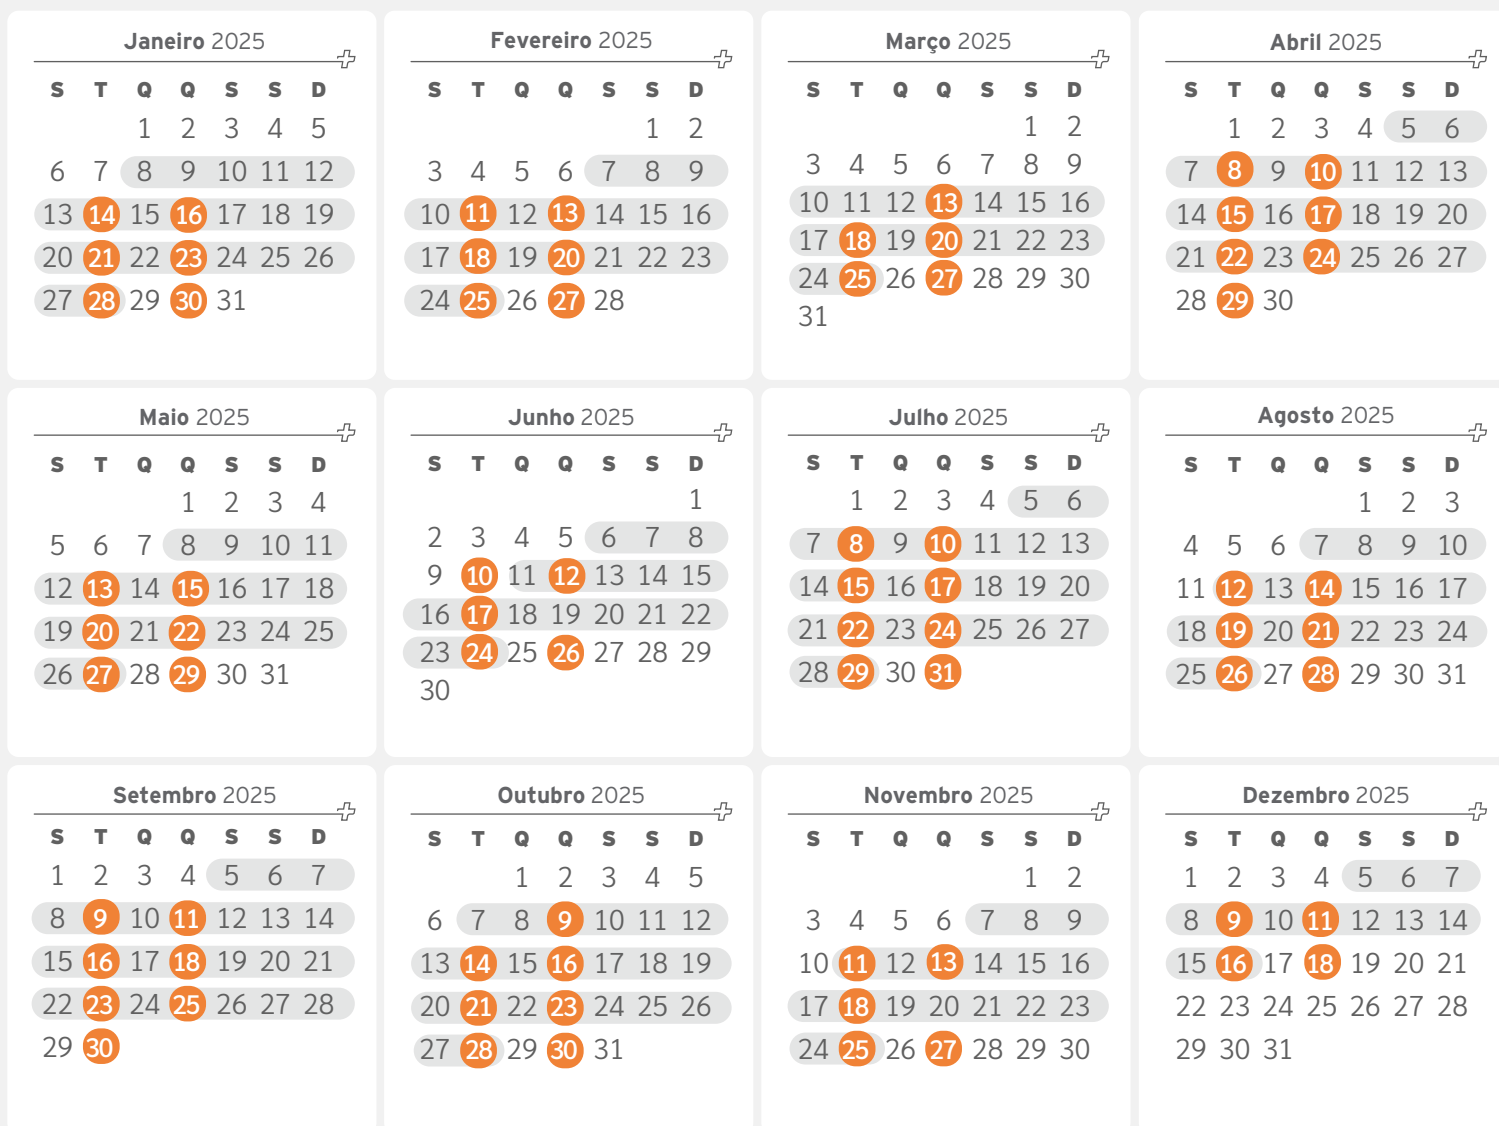 Janeiro 2025
S T Q Q S S D
1 2 3 4 5
6 7 8 9 10 11 12
13 14 15 16 17 18 19
20 21 22 23 24 25 26
27 28 29 30 31
Fevereiro 2025
S T Q Q S S D
1 2
3 4 5 6 7 8 9
10 11 12 13 14 15 16
17 18 19 20 21 22 23
24 25 26 27 28
Março 2025
S T Q Q S S D
1 2
3 4 5 6 7 8 9
10 11 12 13 14 15 16
17 18 19 20 21 22 23
24 25 26 27 28 29 30
31
Abril 2025
S T Q Q S S D
1 2 3 4 5 6
7 8 9 10 11 12 13
14 15 16 17 18 19 20
21 22 23 24 25 26 27
28 29 30
Maio 2025
S T Q Q S S D
1 2 3 4
5 6 7 8 9 10 11
12 13 14 15 16 17 18
19 20 21 22 23 24 25
26 27 28 29 30 31
Junho 2025
S T Q Q S S D
1
2 3 4 5 6 7 8
9 10 11 12 13 14 15
16 17 18 19 20 21 22
23 24 25 26 27 28 29
30
Julho 2025
S T Q Q S S D
1 2 3 4 5 6
7 8 9 10 11 12 13
14 15 16 17 18 19 20
21 22 23 24 25 26 27
28 29 30 31
Agosto 2025
S T Q Q S S D
1 2 3
4 5 6 7 8 9 10
11 12 13 14 15 16 17
18 19 20 21 22 23 24
25 26 27 28 29 30 31
Setembro 2025
S T Q Q S S D
1 2 3 4 5 6 7
8 9 10 11 12 13 14
15 16 17 18 19 20 21
22 23 24 25 26 27 28
29 30
Outubro 2025
S T Q Q S S D
1 2 3 4 5
6 7 8 9 10 11 12
13 14 15 16 17 18 19
20 21 22 23 24 25 26
27 28 29 30 31
Novembro 2025
S T Q Q S S D
1 2
3 4 5 6 7 8 9
10 11 12 13 14 15 16
17 18 19 20 21 22 23
24 25 26 27 28 29 30
Dezembro 2025
S T Q Q S S D
1 2 3 4 5 6 7
8 9 10 11 12 13 14
15 16 17 18 19 20 21
22 23 24 25 26 27 28
29 30 31